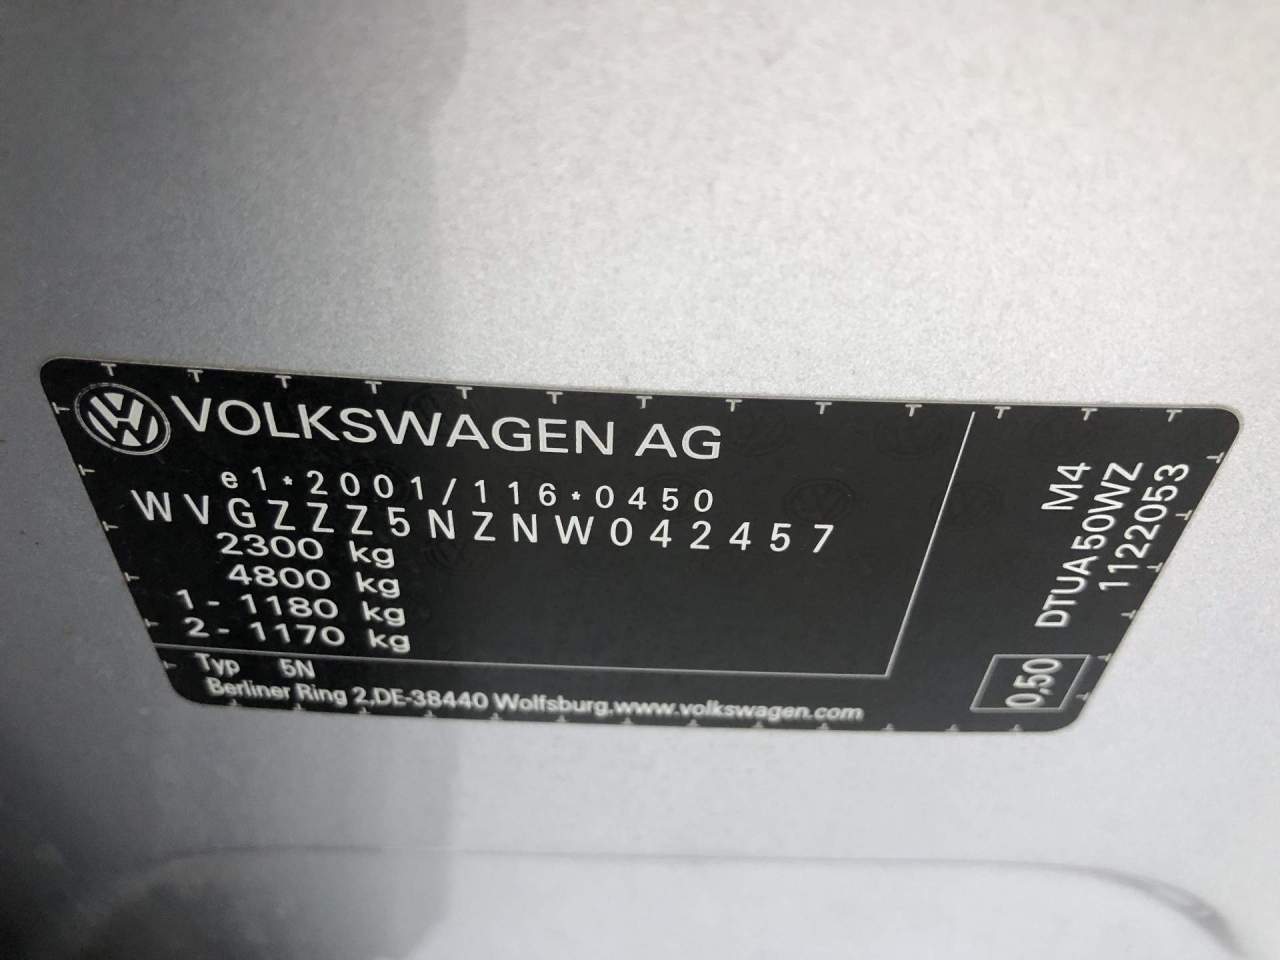 VOLKSWAGEN AG
e1*2001/116*0450
WVGZZZ5NZNW042457
2300 kg
4800 kg
1- 1180 kg
2- 1170 kg
Typ 5N
Berliner Ring 2,DE-38440 Wolfsburg,www.volkswagen.com
M4
DTUA50WZ
1122053
0,50